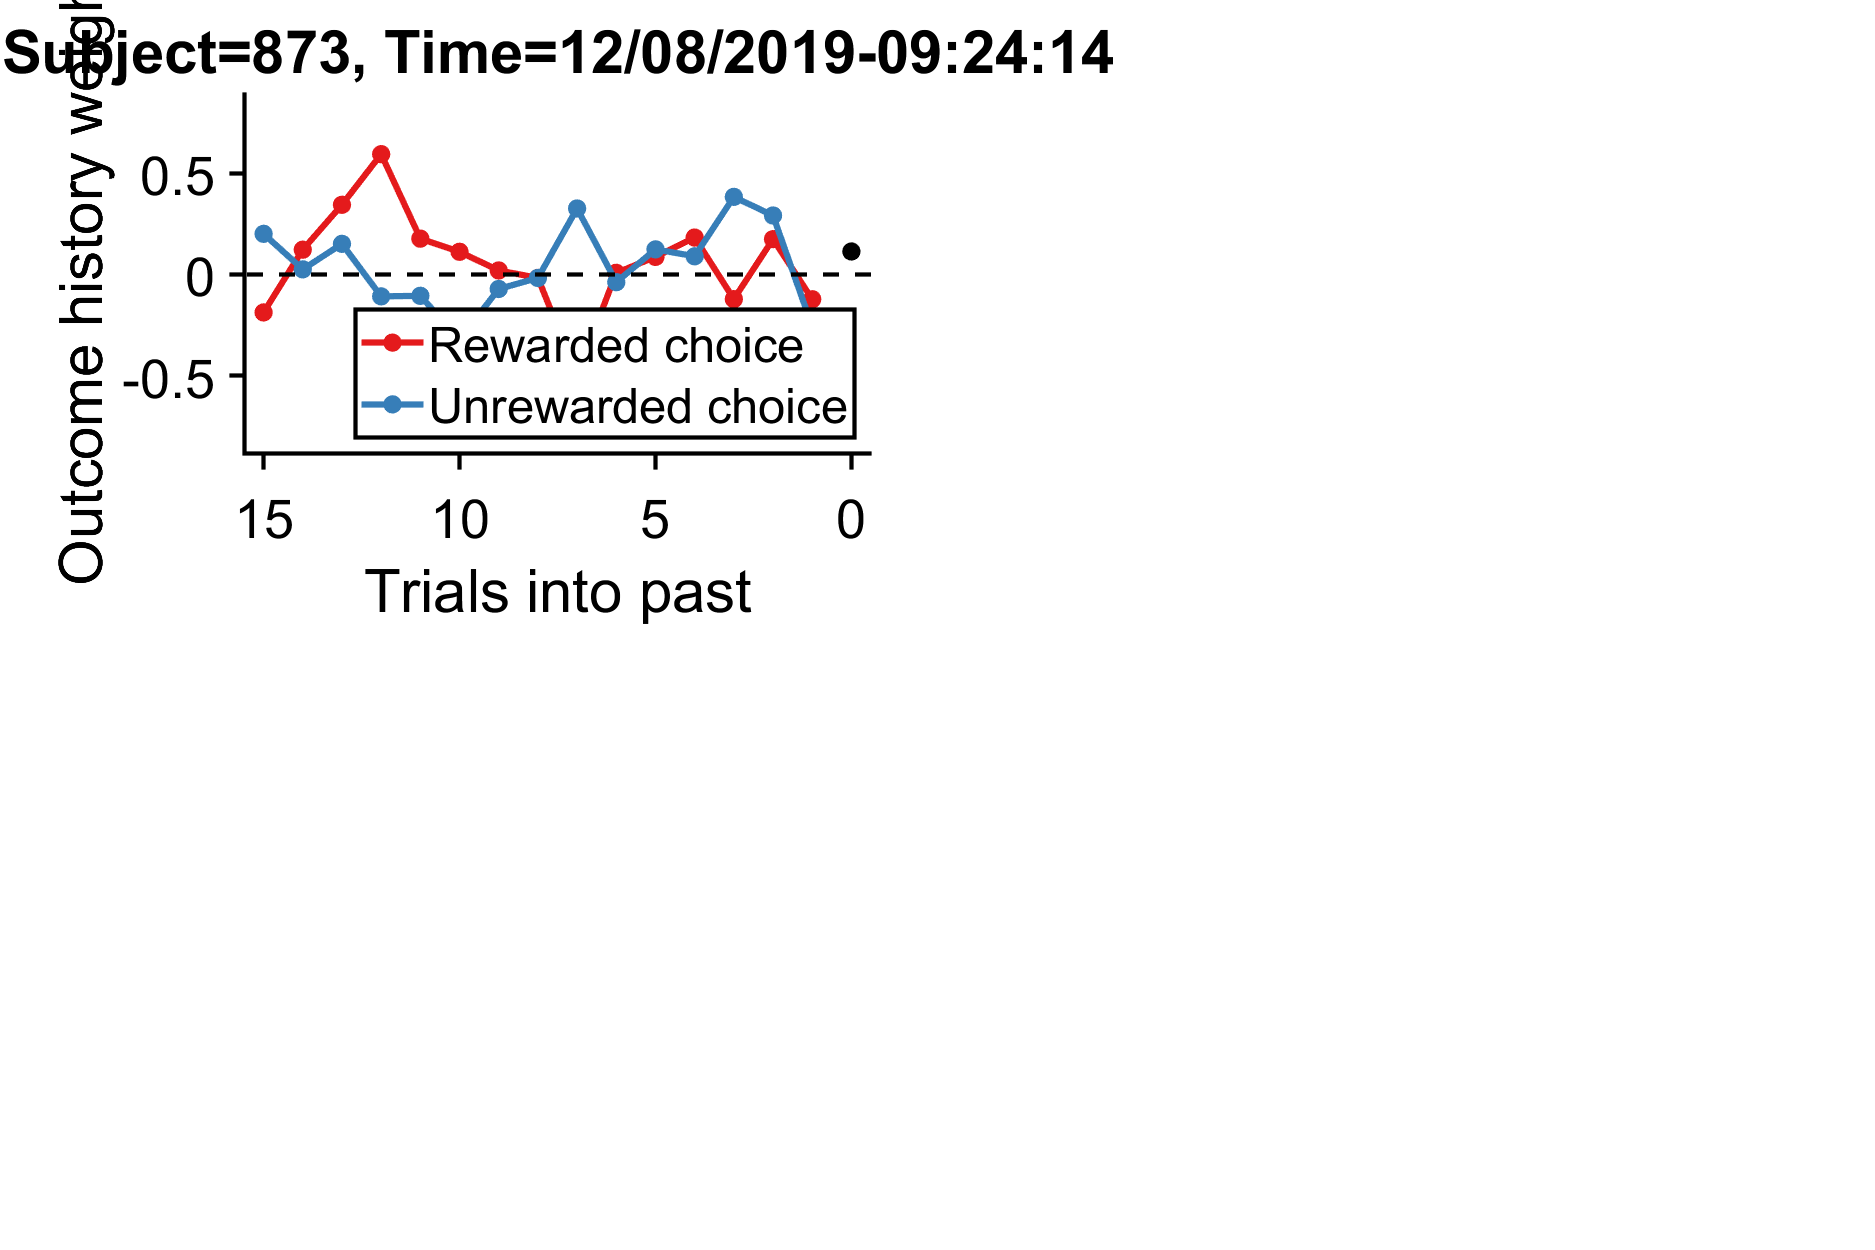 Subject=873, Time=12/08/2019-09:24:14
Outcome history
0.5
0
-0.5
Rewarded choice
Unrewarded choice
15 10 5 0
Trials into past